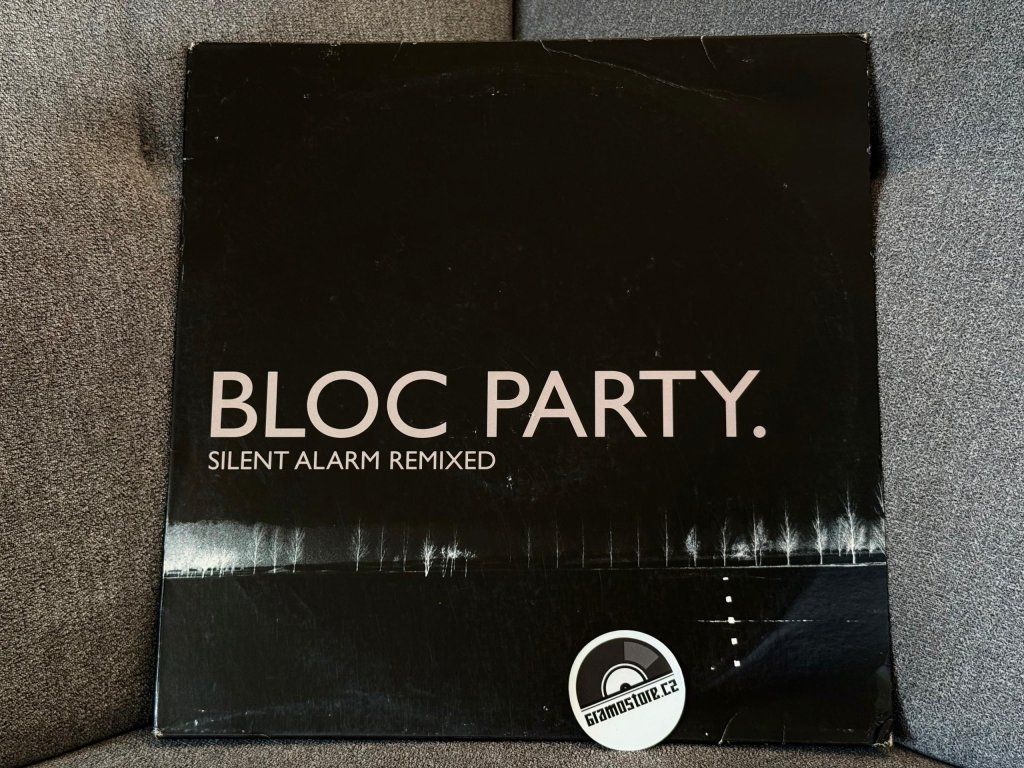 BLOC PARTY.
SILENT ALARM REMIXED
Gramostore.cz